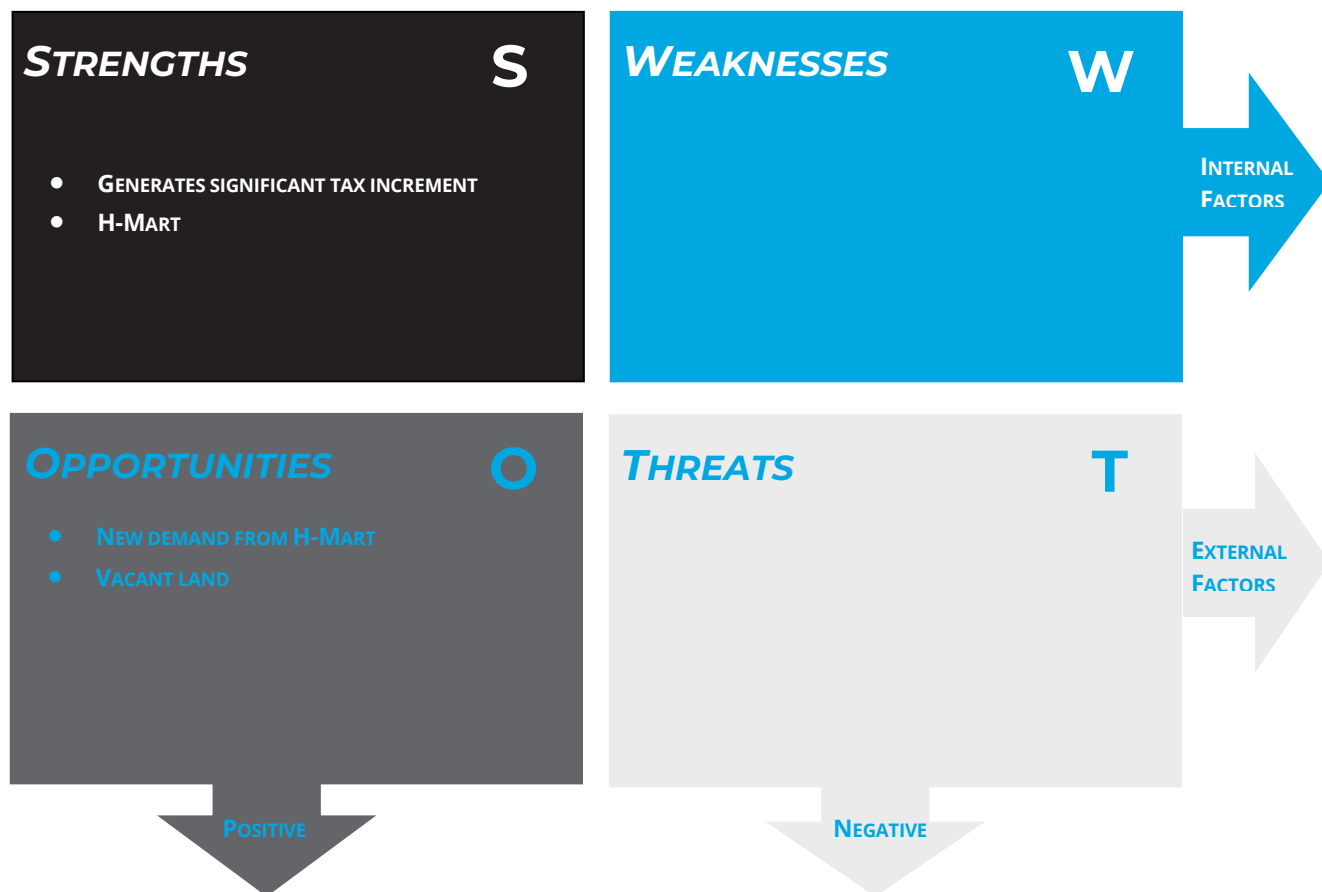 STRENGTHS S
• GENERATES SIGNIFICANT TAX INCREMENT
• H-MART
WEAKNESSES W
INTERNAL
FACTORS
OPPORTUNITIES O
• NEW DEMAND FROM H-MART
• VACANT LAND
THREATS T
EXTERNAL
FACTORS
POSITIVE
NEGATIVE